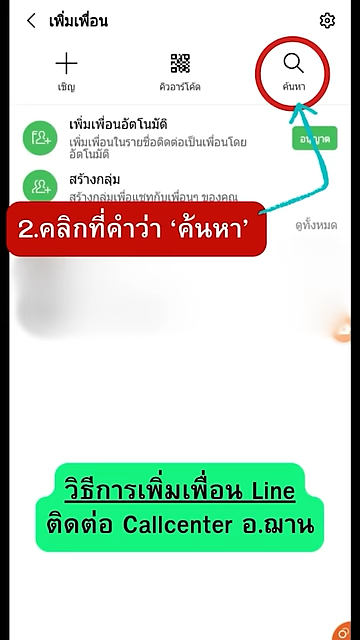 เพิ่มเพื่อน
เชิญ
คิวอาร์โค้ด
ค้นหา
เพิ่มเพื่อนอัตโนมัติ
เพิ่มเพื่อนในรายชื่อติดต่อเป็นเพื่อนโดย
อัตโนมัติ
อนุญาต
สร้างกลุ่ม
สร้างกลุ่มเพื่อแชทกับเพื่อนๆ ของคุณ
ดูทั้งหมด
2.คลิกที่คำว่า ‘ค้นหา’
วิธีการเพิ่มเพื่อน Line
ติดต่อ Callcenter อ.ฌาน